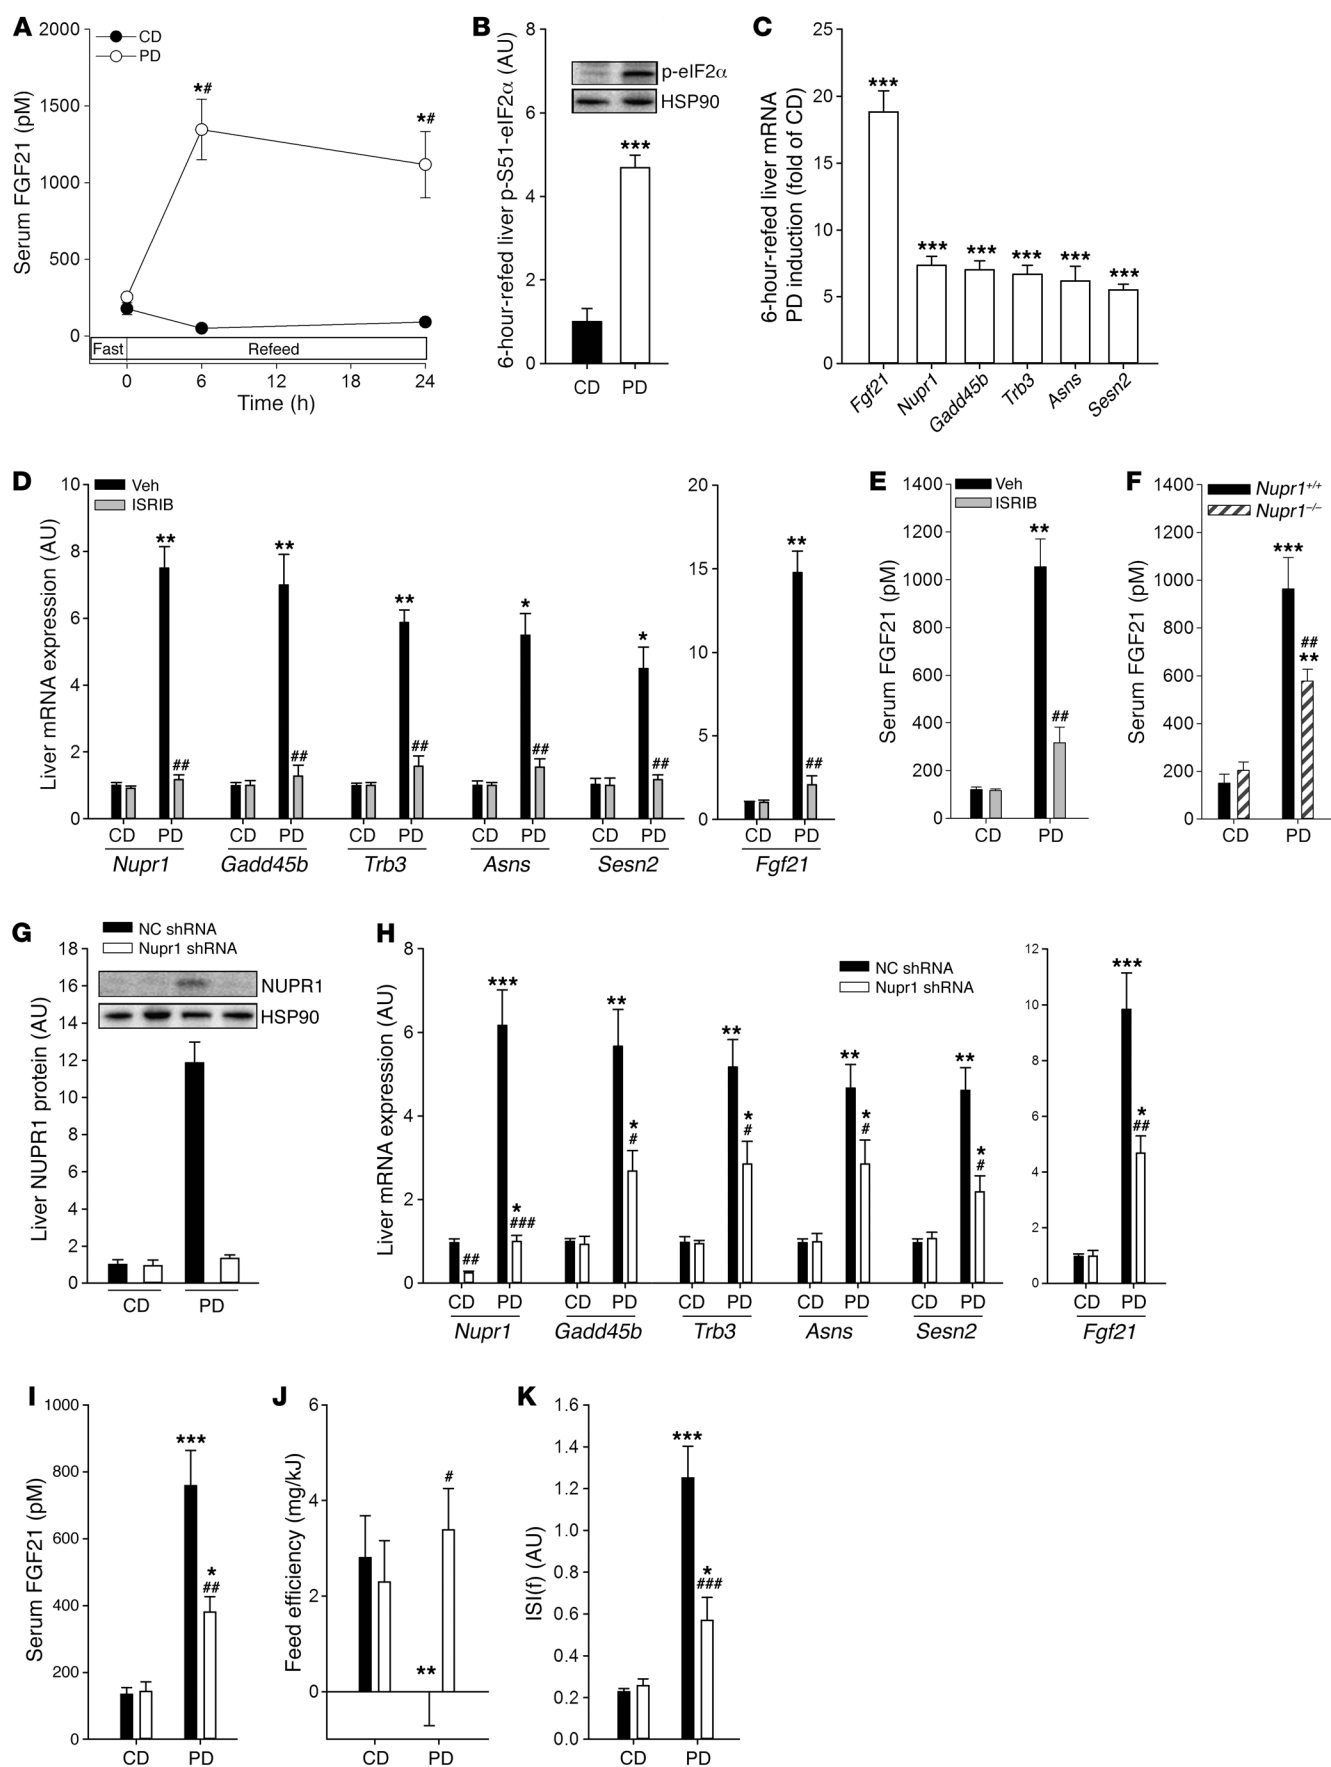 A
2000
1500
1000
500
0
Serum FGF21 (pM)
CD
PD
*#
*#
Fast
Refeed
0
6
12
18
24
Time (h)
B
8
6
4
2
0
6-hour-refed liver p-S51-eIF2α (AU)
p-eIF2α
HSP90
***
CD
PD
C
25
20
15
10
5
0
6-hour-refed liver mRNA
PD induction (fold of CD)
***
***
***
***
***
***
Fgf21
Nupr1
Gadd45b
Trb3
Asns
Sesn2
D
10
8
6
4
2
0
Liver mRNA expression (AU)
Veh
ISRIB
**
##
**
##
**
##
*
##
*
##
CD PD CD PD CD PD CD PD CD PD
Nupr1 Gadd45b Trb3 Asns Sesn2
20
15
10
5
0
**
##
CD PD
Fgf21
E
1400
1200
1000
800
600
400
200
0
Serum FGF21 (pM)
Veh
ISRIB
**
##
CD PD
F
1400
1200
1000
800
600
400
200
0
Serum FGF21 (pM)
Nupr1+/+
Nupr1–/–
***
##
**
CD PD
G
NC shRNA
Nupr1 shRNA
18
16
14
12
10
8
6
4
2
0
Liver NUPR1 protein (AU)
NUPR1
HSP90
CD PD
H
8
6
4
2
0
Liver mRNA expression (AU)
NC shRNA
Nupr1 shRNA
##
***
*
###
**
*
#
**
*
#
**
*
#
**
*
#
CD PD CD PD CD PD CD PD CD PD
Nupr1 Gadd45b Trb3 Asns Sesn2
12
10
8
6
4
2
0
***
*
##
CD PD
Fgf21
I
1000
800
600
400
200
0
Serum FGF21 (pM)
***
*
##
CD PD
J
6
4
2
0
Feed efficiency (mg/kJ)
**
#
CD PD
K
1.6
1.4
1.2
1.0
0.8
0.6
0.4
0.2
0.0
ISI(f) (AU)
***
*
###
CD PD